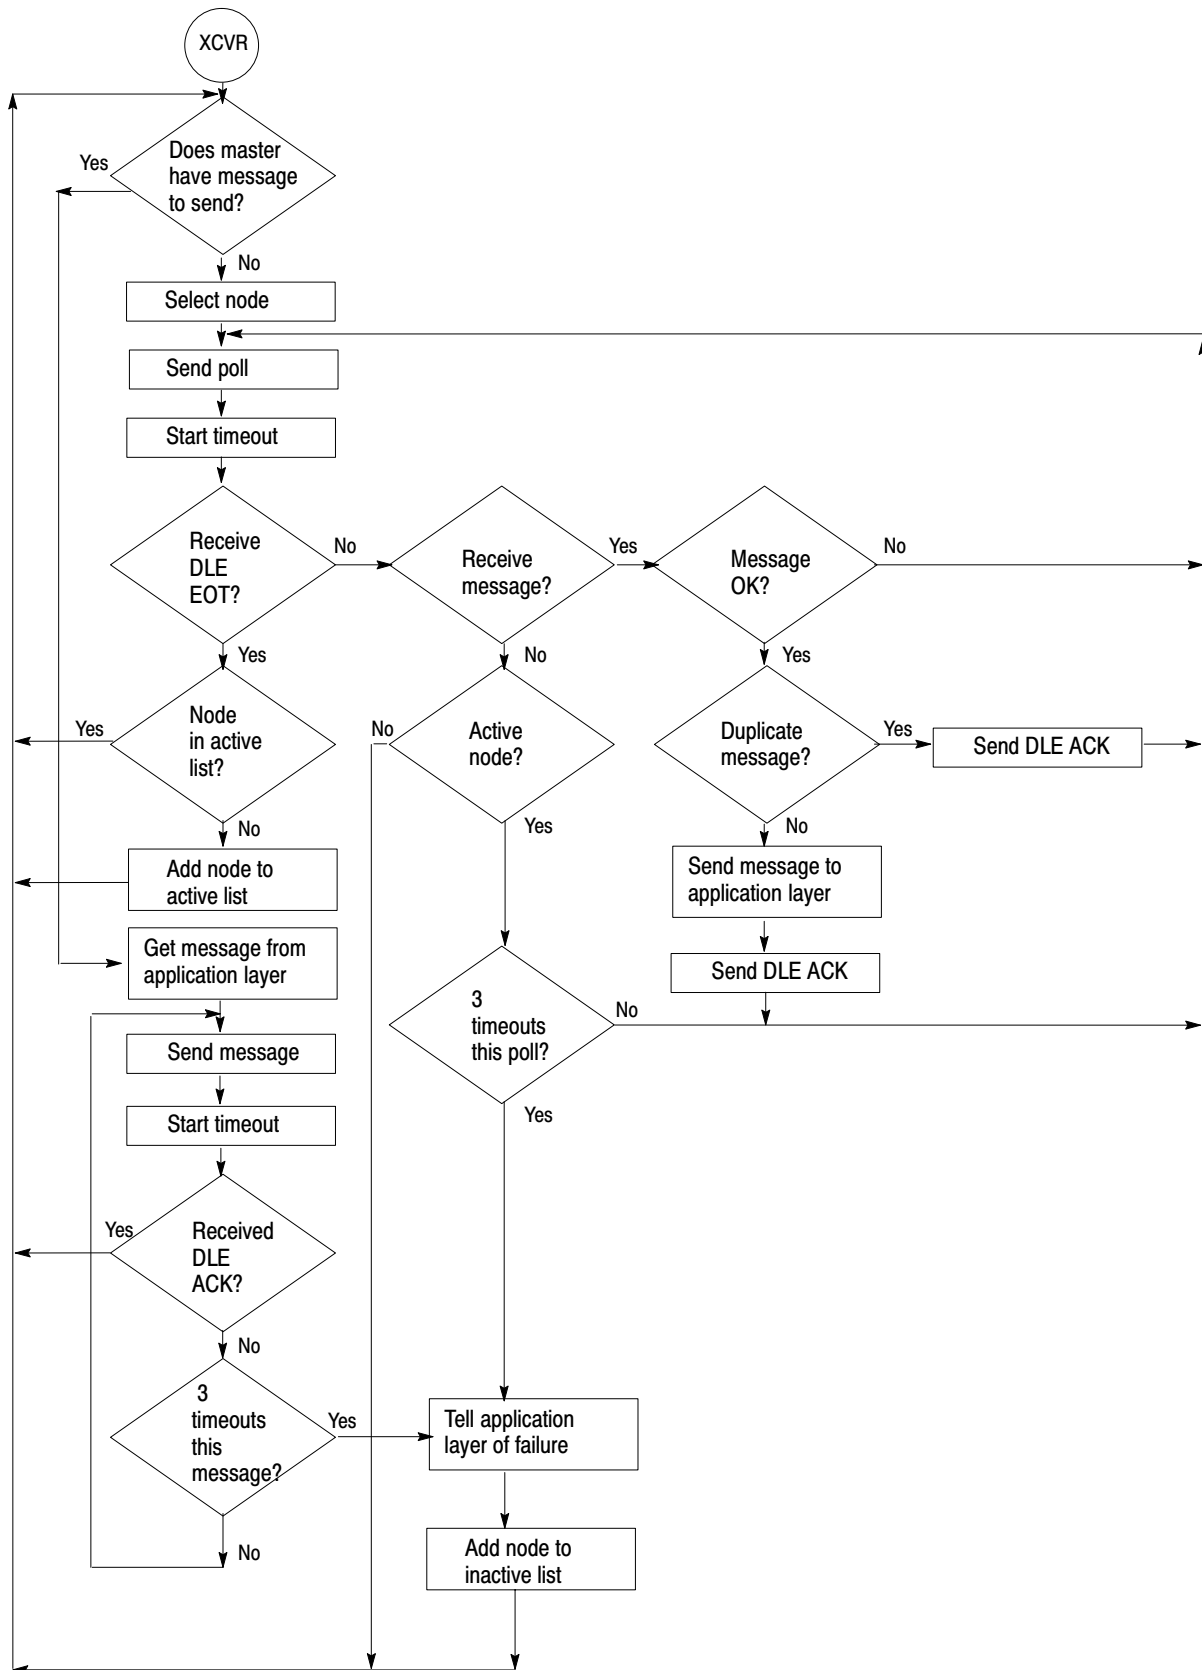 XCVR
Yes
Does master
have message
to send?
No
Select node
Send poll
Start timeout
Receive
DLE
EOT?
No
Receive
message?
Yes
Message
OK?
No
Yes
No
Yes
Yes
Node
in active
list?
No
Active
node?
Duplicate
message?
Yes
Send DLE ACK
No
Yes
No
Add node to
active list
Send message to
application layer
Get message from
application layer
Send DLE ACK
3
timeouts
this poll?
No
Send message
Yes
Start timeout
Yes
Received
DLE
ACK?
No
3
timeouts
this
message?
Yes
Tell application
layer of failure
No
Add node to
inactive list